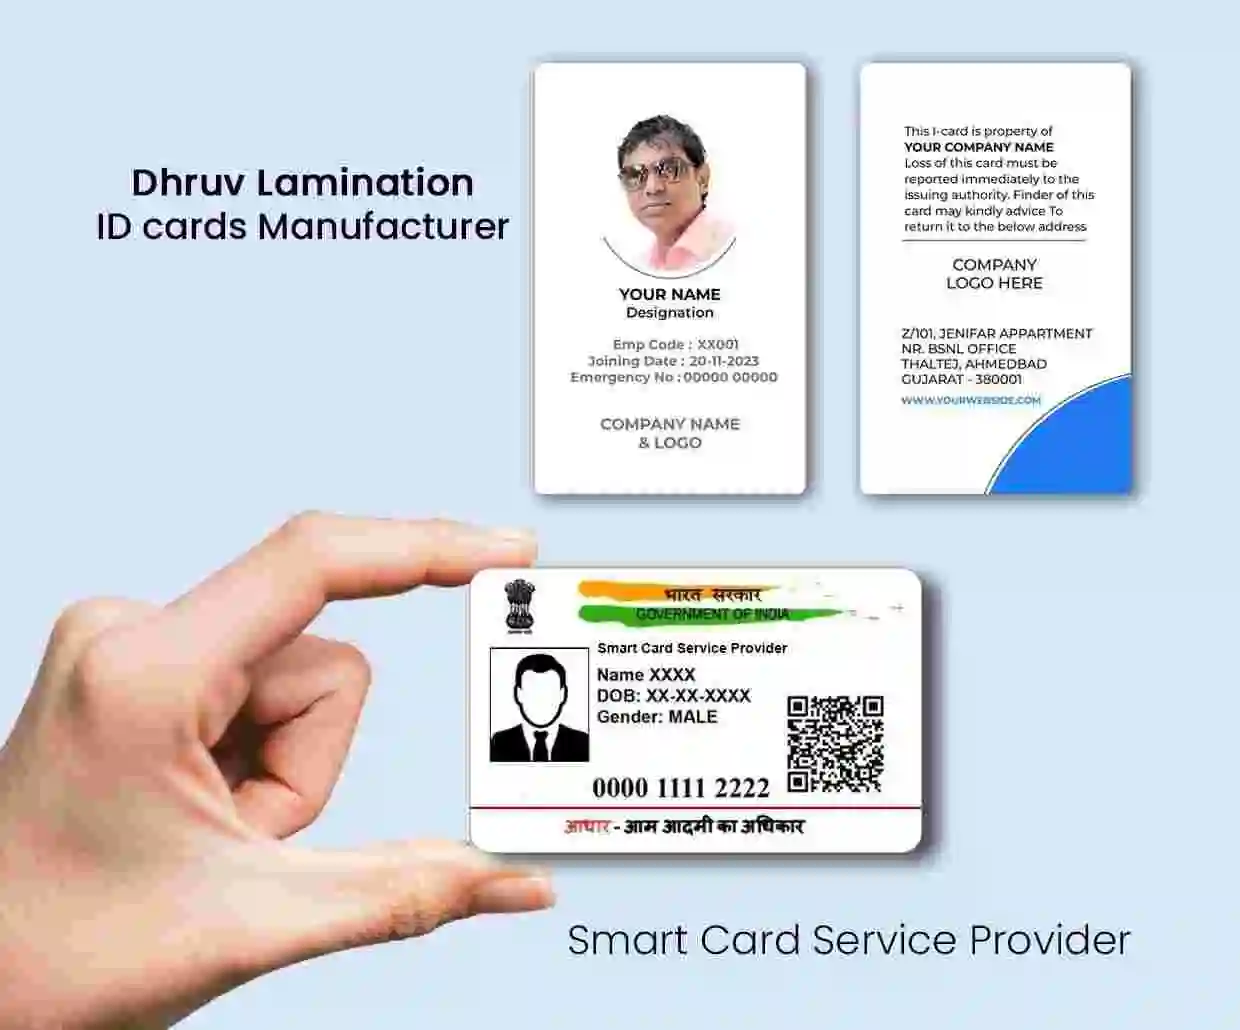 Dhruv Lamination
ID cards Manufacturer
YOUR NAME
Designation
Emp Code : XX001
Joining Date : 20-11-2023
Emergency No : 00000 00000
COMPANY NAME
& LOGO
This I-card is property of
YOUR COMPANY NAME
Loss of this card must be
reported immediately to the
issuing authority. Finder of this
card may kindly advice To
return it to the below address
COMPANY
LOGO HERE
Z/101, JENIFAR APPARTMENT
NR. BSNL OFFICE
THALTEJ, AHMEDBAD
GUJARAT - 380001
WWW.YOURWEBSIDE.COM
भारत सरकार
GOVERNMENT OF INDIA
Smart Card Service Provider
Name XXXX
DOB: XX-XX-XXXX
Gender: MALE
0000 1111 2222
आधार - आम आदमी का अधिकार
Smart Card Service Provider